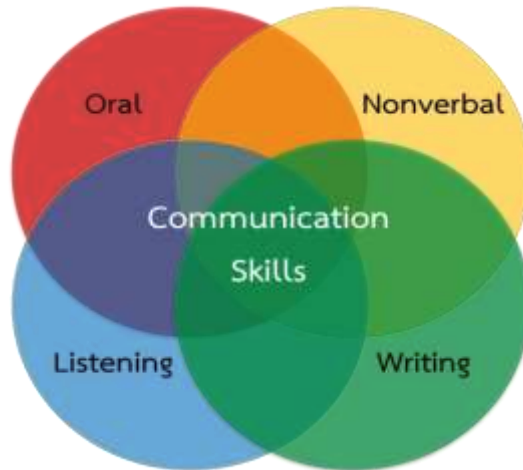 Oral
Nonverbal
Communication
Skills
Listening
Writing